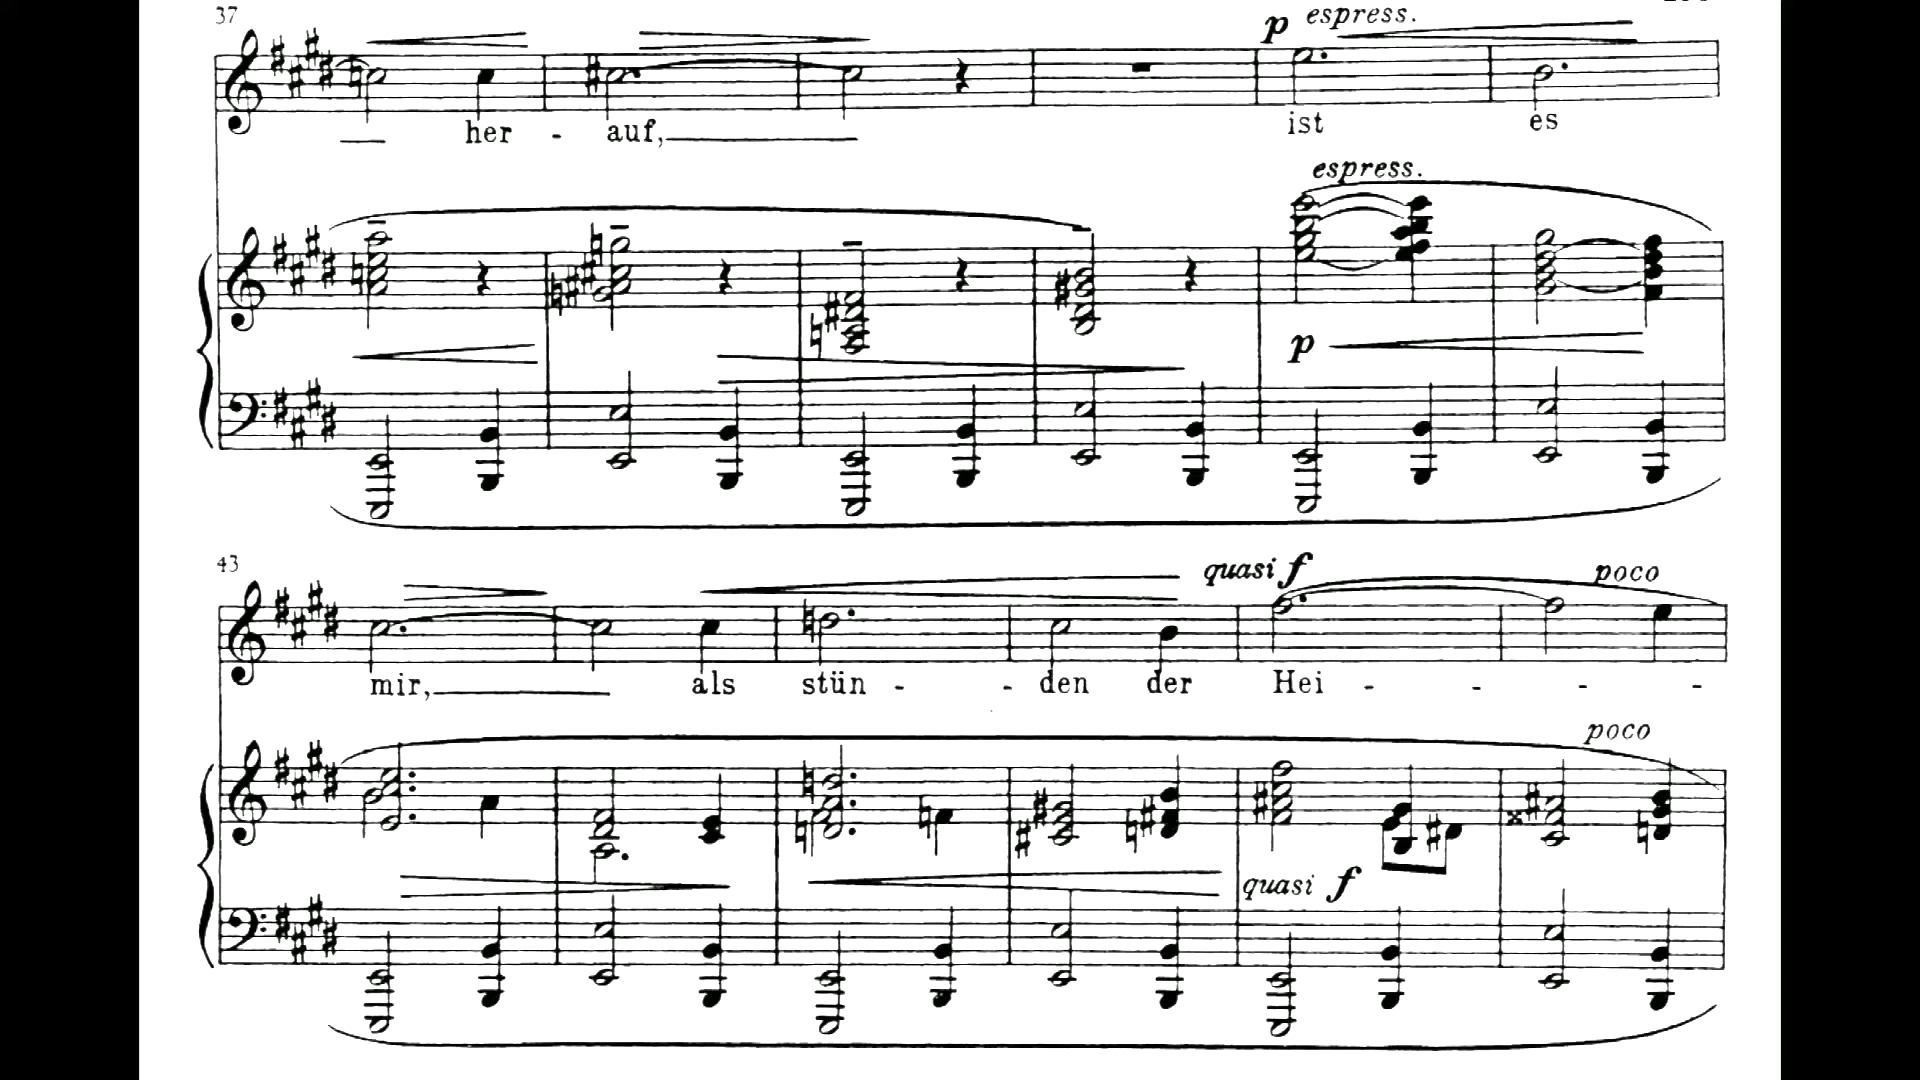 37
p espress.
her - auf, ist es
espress.
p
43
quasi f poco
mir, als stün - - den der Hei - - - -
poco
quasi f